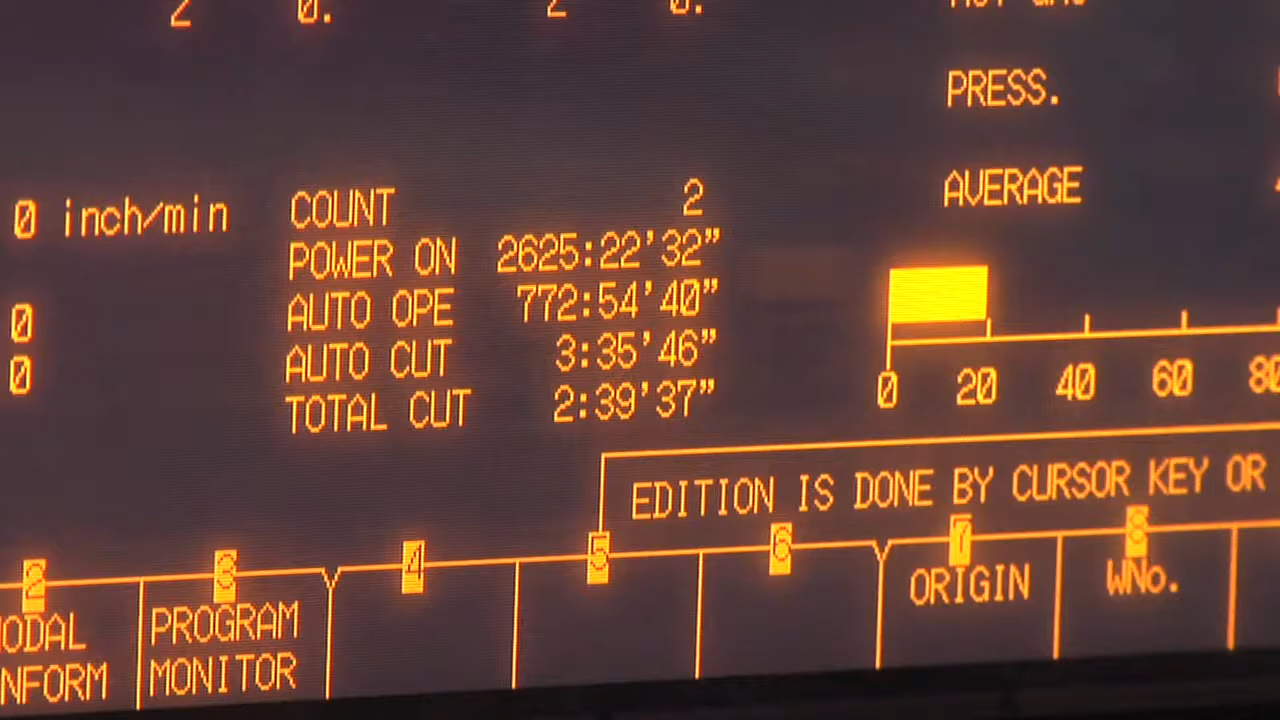 2 0. 2 0.
PRESS.
AVERAGE
0 inch/min
COUNT 2
POWER ON 2625:22'32"
0 AUTO OPE 772:54'40"
0 AUTO CUT 3:35'46"
TOTAL CUT 2:39'37"
0 20 40 60 80
EDITION IS DONE BY CURSOR KEY OR
2 3 4 5 6 7 8
ODAL PROGRAM ORIGIN WNo.
NFORM MONITOR